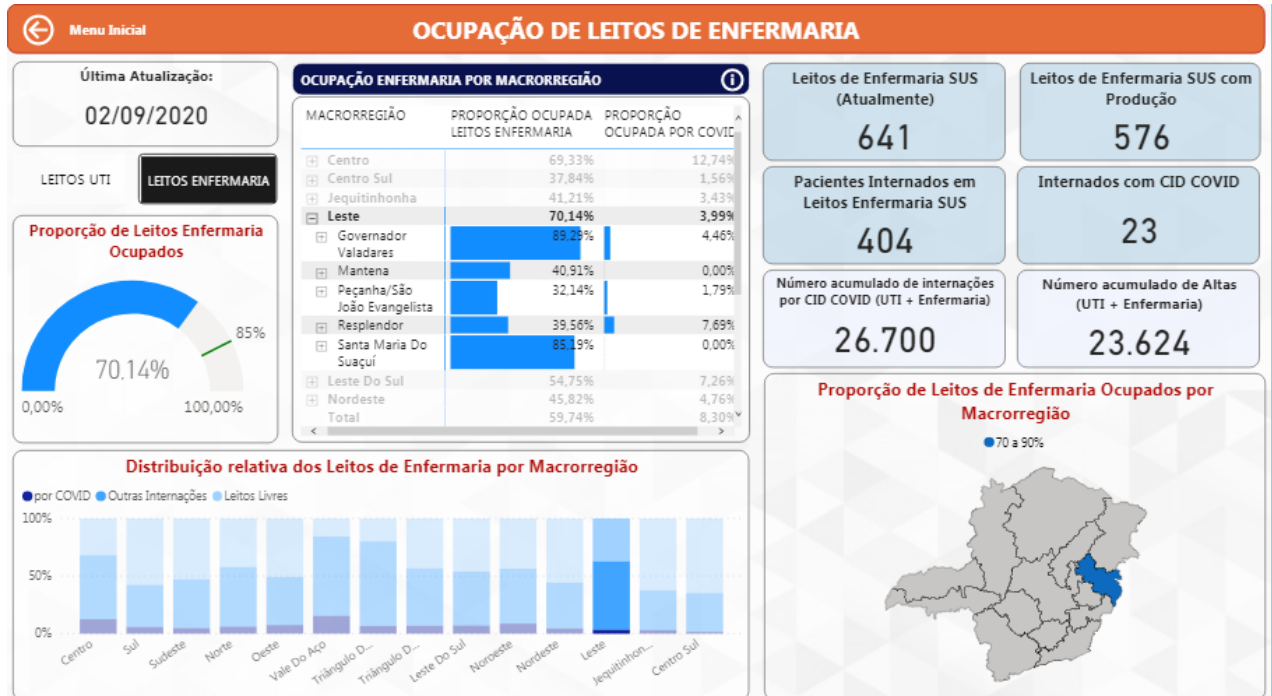 Menu Inicial
OCUPAÇÃO DE LEITOS DE ENFERMARIA
Última Atualização:
02/09/2020
LEITOS UTI
LEITOS ENFERMARIA
Proporção de Leitos Enfermaria
Ocupados
85%
70,14%
0,00%
100,00%
OCUPAÇÃO ENFERMARIA POR MACRORREGIÃO
MACRORREGIÃO PROPORÇÃO OCUPADA PROPORÇÃO
LEITOS ENFERMARIA OCUPADA POR COVID
Centro 69,33% 12,74%
Centro Sul 37,84% 1,56%
Jequitinhonha 41,21% 3,43%
Leste 70,14% 3,99%
Governador 89,29% 4,46%
Valadares
Mantena 40,91% 0,00%
Peçanha/São 32,14% 1,79%
João Evangelista
Resplendor 39,56% 7,69%
Santa Maria Do 85,19% 0,00%
Suaçuí
Leste Do Sul 54,75% 7,26%
Nordeste 45,82% 4,76%
Total 59,74% 8,30%
Leitos de Enfermaria SUS
(Atualmente)
641
Leitos de Enfermaria SUS com
Produção
576
Pacientes Internados em
Leitos Enfermaria SUS
404
Internados com CID COVID
23
Número acumulado de internações
por CID COVID (UTI + Enfermaria)
26.700
Número acumulado de Altas
(UTI + Enfermaria)
23.624
Distribuição relativa dos Leitos de Enfermaria por Macrorregião
por COVID Outras Internações Leitos Livres
100%
50%
0%
Centro
Sul
Sudeste
Norte
Oeste
Vale Do Aço
Triângulo D...
Triângulo D...
Leste Do Sul
Noroeste
Nordeste
Leste
Jequitinhon...
Centro Sul
Proporção de Leitos de Enfermaria Ocupados por
Macrorregião
70 a 90%